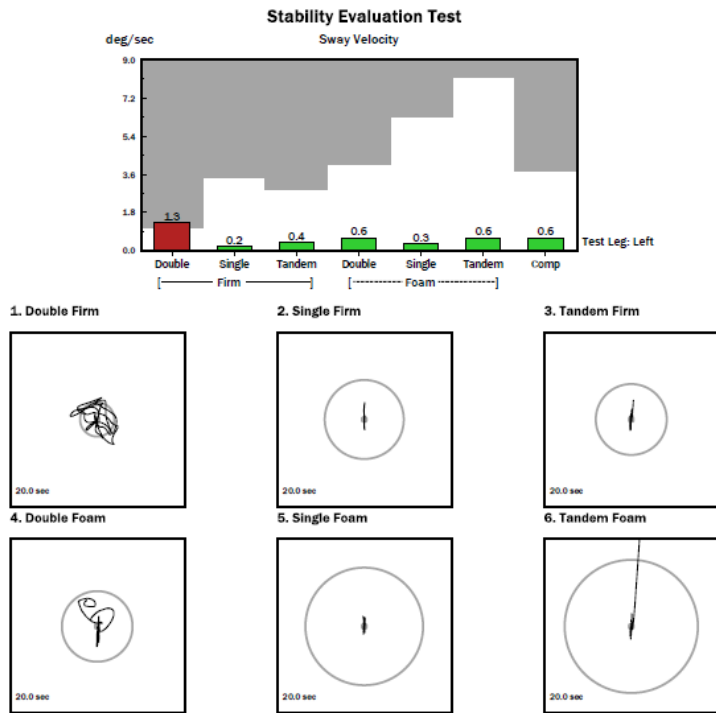 Stability Evaluation Test
deg/sec Sway Velocity
9.0
7.2
5.4
3.6
1.8
0.0
1.3 0.2 0.4 0.6 0.3 0.6 0.6
Test Leg: Left
Double Single Tandem Double Single Tandem Comp
[ Firm ] [ Foam ]
1. Double Firm 2. Single Firm 3. Tandem Firm
20.0 sec 20.0 sec 20.0 sec
4. Double Foam 5. Single Foam 6. Tandem Foam
20.0 sec 20.0 sec 20.0 sec